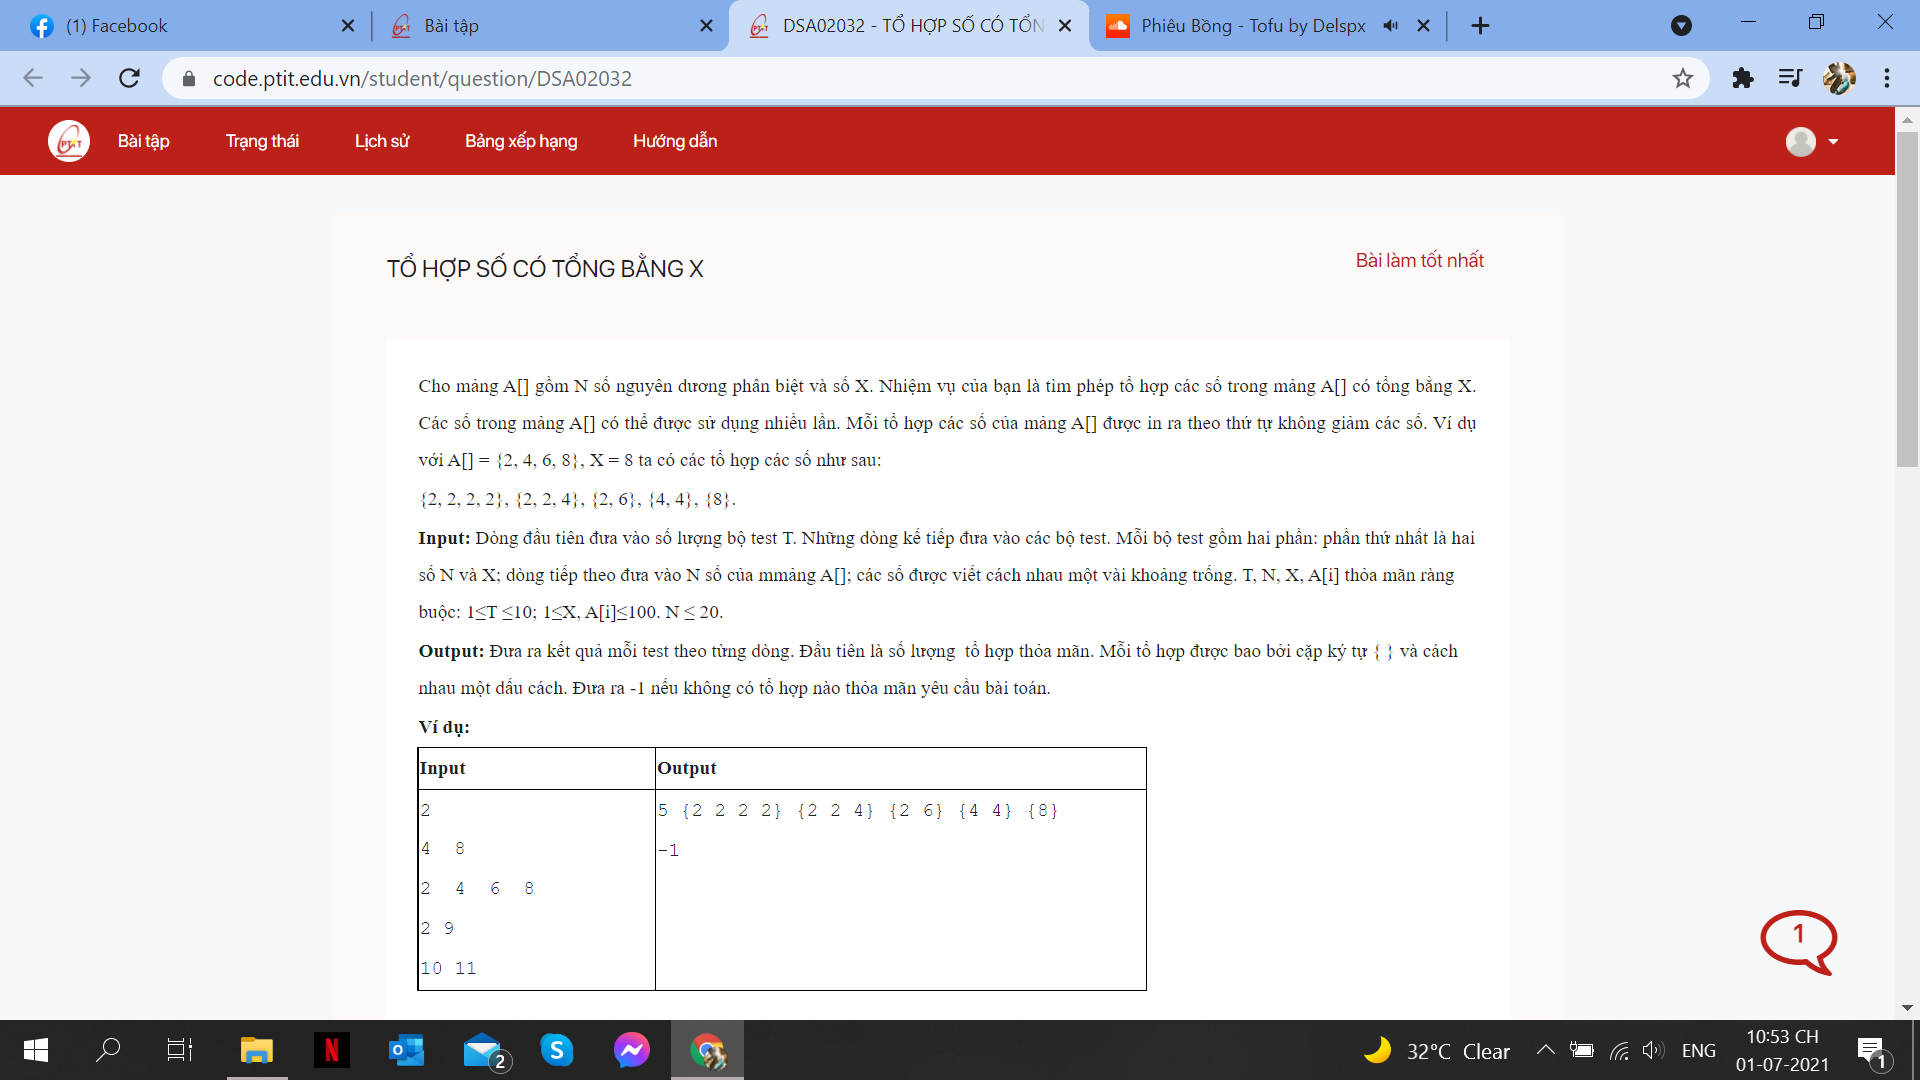 (1) Facebook
Bài tập
DSA02032 - TỔ HỢP SỐ CÓ TỔN
Phiêu Bồng - Tofu by Delspx
code.ptit.edu.vn/student/question/DSA02032
Bài tập Trạng thái Lịch sử Bảng xếp hạng Hướng dẫn
TỔ HỢP SỐ CÓ TỔNG BẰNG X
Bài làm tốt nhất
Cho mảng A[] gồm N số nguyên dương phân biệt và số X. Nhiệm vụ của bạn là tìm phép tổ hợp các số trong mảng A[] có tổng bằng X.
Các số trong mảng A[] có thể được sử dụng nhiều lần. Mỗi tổ hợp các số của mảng A[] được in ra theo thứ tự không giảm các số. Ví dụ
với A[] = {2, 4, 6, 8}, X = 8 ta có các tổ hợp các số như sau:
{2, 2, 2, 2}, {2, 2, 4}, {2, 6}, {4, 4}, {8}.
Input: Dòng đầu tiên đưa vào số lượng bộ test T. Những dòng kế tiếp đưa vào các bộ test. Mỗi bộ test gồm hai phần: phần thứ nhất là hai
số N và X; dòng tiếp theo đưa vào N số của mmảng A[]; các số được viết cách nhau một vài khoảng trống. T, N, X, A[i] thỏa mãn ràng
buộc: 1≤T ≤10; 1≤X, A[i]≤100. N ≤ 20.
Output: Đưa ra kết quả mỗi test theo từng dòng. Đầu tiên là số lượng tổ hợp thỏa mãn. Mỗi tổ hợp được bao bởi cặp ký tự { } và cách
nhau một dấu cách. Đưa ra -1 nếu không có tổ hợp nào thỏa mãn yêu cầu bài toán.
Ví dụ:
Input Output
2
4 8
2 4 6 8
2 9
10 11
5 {2 2 2 2} {2 2 4} {2 6} {4 4} {8}
-1
1
2
32°C Clear
ENG
10:53 CH
01-07-2021
1